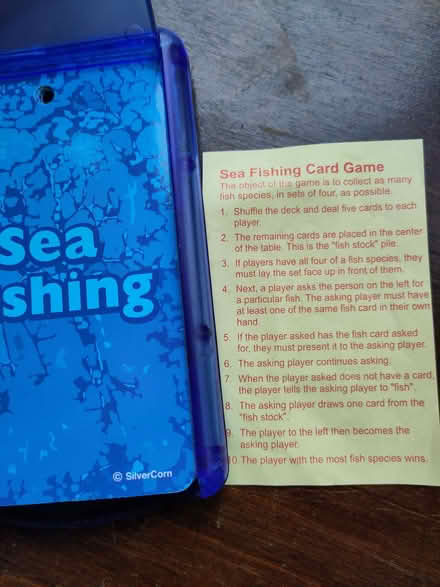 Sea
shing
© SilverCorn
Sea Fishing Card Game
The object of the game is to collect as many
fish species, in sets of four, as possible.
1. Shuffle the deck and deal five cards to each
player.
2. The remaining cards are placed in the center
of the table. This is the "fish stock" pile.
3. If players have all four of a fish species, they
must lay the set face up in front of them.
4. Next, a player asks the person on the left for
a particular fish. The asking player must have
at least one of the same fish card in their own
hand.
5. If the player asked has the fish card asked
for, they must present it to the asking player.
6. The asking player continues asking.
7. When the player asked does not have a card,
the player tells the asking player to "fish".
8. The asking player draws one card from the
"fish stock".
9. The player to the left then becomes the
asking player.
10. The player with the most fish species wins.